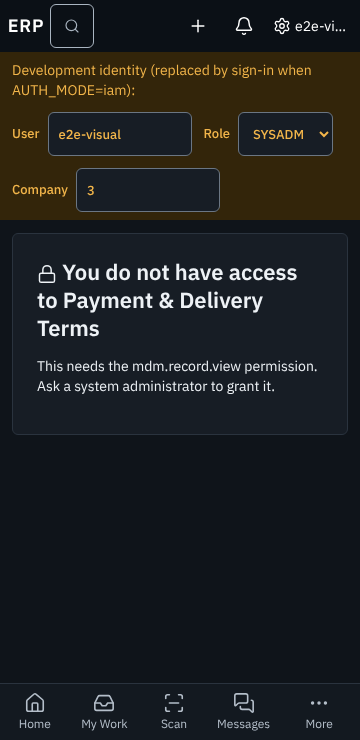 ERP
e2e-vi...
Development identity (replaced by sign-in when
AUTH_MODE=iam):
User e2e-visual Role SYSADM
Company 3
You do not have access
to Payment & Delivery
Terms
This needs the mdm.record.view permission.
Ask a system administrator to grant it.
Home My Work Scan Messages More